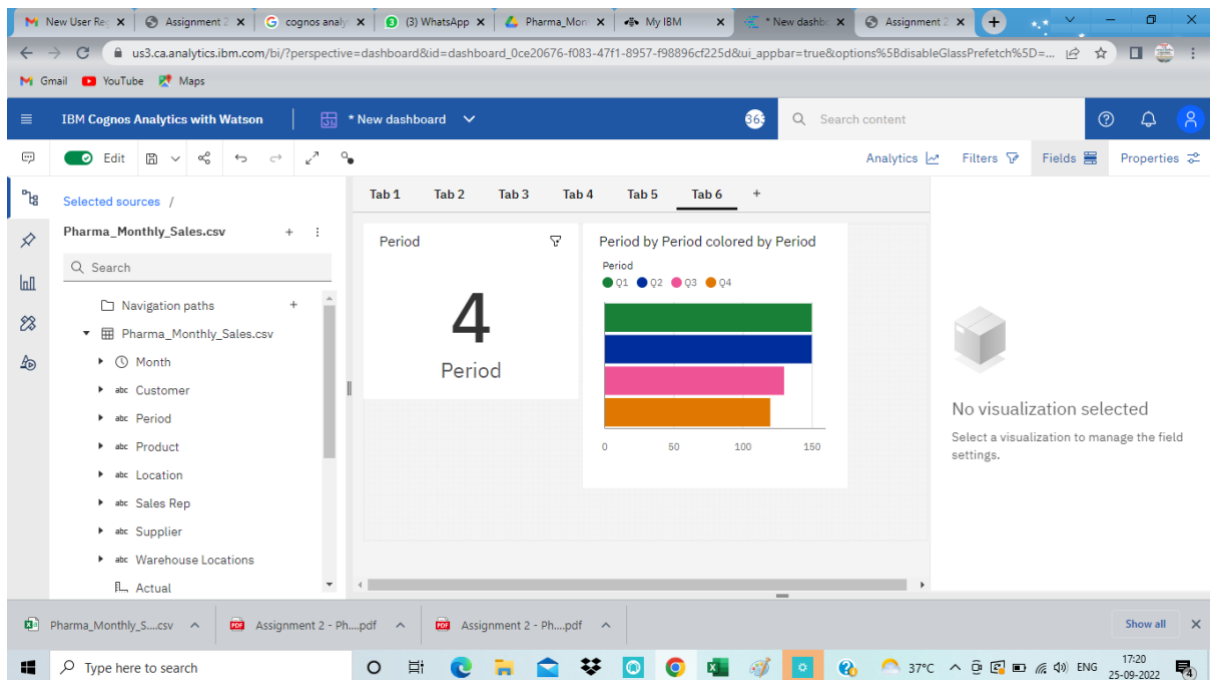 New User Re
Assignment 2
cognos analy
(3) WhatsApp
Pharma_Mon
My IBM
* New dashbo
Assignment 2
us3.ca.analytics.ibm.com/bi/?perspective=dashboard&id=dashboard_0ce20676-f083-47f1-8957-f98896cf225d&ui_appbar=true&options%5BdisableGlassPrefetch%5D=...
Gmail YouTube Maps
IBM Cognos Analytics with Watson
* New dashboard
363
Search content
Edit
Analytics Filters Fields Properties
Selected sources /
Pharma_Monthly_Sales.csv
Search
Navigation paths
Pharma_Monthly_Sales.csv
Month
abc Customer
abc Period
abc Product
abc Location
abc Sales Rep
abc Supplier
abc Warehouse Locations
Actual
Tab 1 Tab 2 Tab 3 Tab 4 Tab 5 Tab 6 +
Period
4
Period
Period by Period colored by Period
Period
Q1 Q2 Q3 Q4
0 50 100 150
No visualization selected
Select a visualization to manage the field
settings.
Pharma_Monthly_S....csv
Assignment 2 - Ph....pdf
Assignment 2 - Ph....pdf
Show all
Type here to search
37°C
ENG
17:20
25-09-2022
4